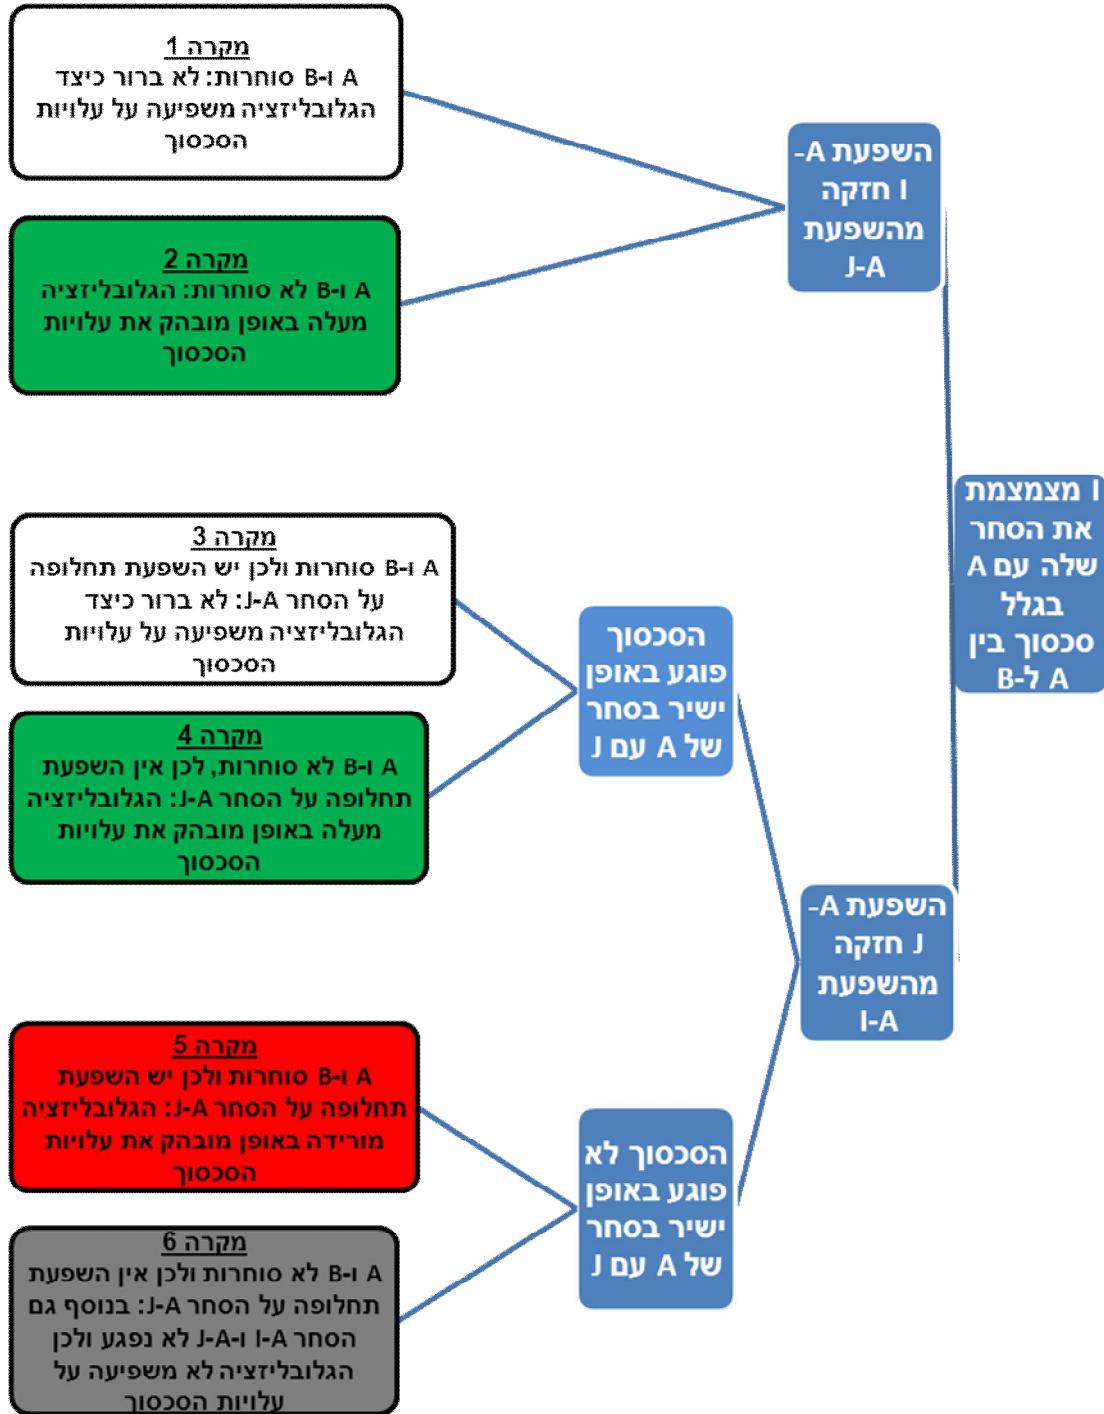 I מצמצמת
את הסחר
שלה עם A
בגלל
סכסוך בין
A ל-B
השפעת A-
I חזקה
מהשפעת
J-A
מקרה 1
A ו-B סוחרות: לא ברור כיצד
הגלובליזציה משפיעה על עלויות
הסכסוך
מקרה 2
A ו-B לא סוחרות: הגלובליזציה
מעלה באופן מובהק את עלויות
הסכסוך
השפעת A-
J חזקה
מהשפעת
I-A
הסכסוך
פוגע באופן
ישיר בסחר
של A עם J
מקרה 3
A ו-B סוחרות ולכן יש השפעת תחלופה
על הסחר J-A: לא ברור כיצד
הגלובליזציה משפיעה על עלויות
הסכסוך
מקרה 4
A ו-B לא סוחרות, לכן אין השפעת
תחלופה על הסחר J-A: הגלובליזציה
מעלה באופן מובהק את עלויות
הסכסוך
הסכסוך לא
פוגע באופן
ישיר בסחר
של A עם J
מקרה 5
A ו-B סוחרות ולכן יש השפעת
תחלופה על הסחר J-A: הגלובליזציה
מורידה באופן מובהק את עלויות
הסכסוך
מקרה 6
A ו-B לא סוחרות ולכן אין השפעת
תחלופה על הסחר J-A: בנוסף גם
הסחר I-A ו-J-A לא נפגע ולכן
הגלובליזציה לא משפיעה על
עלויות הסכסוך